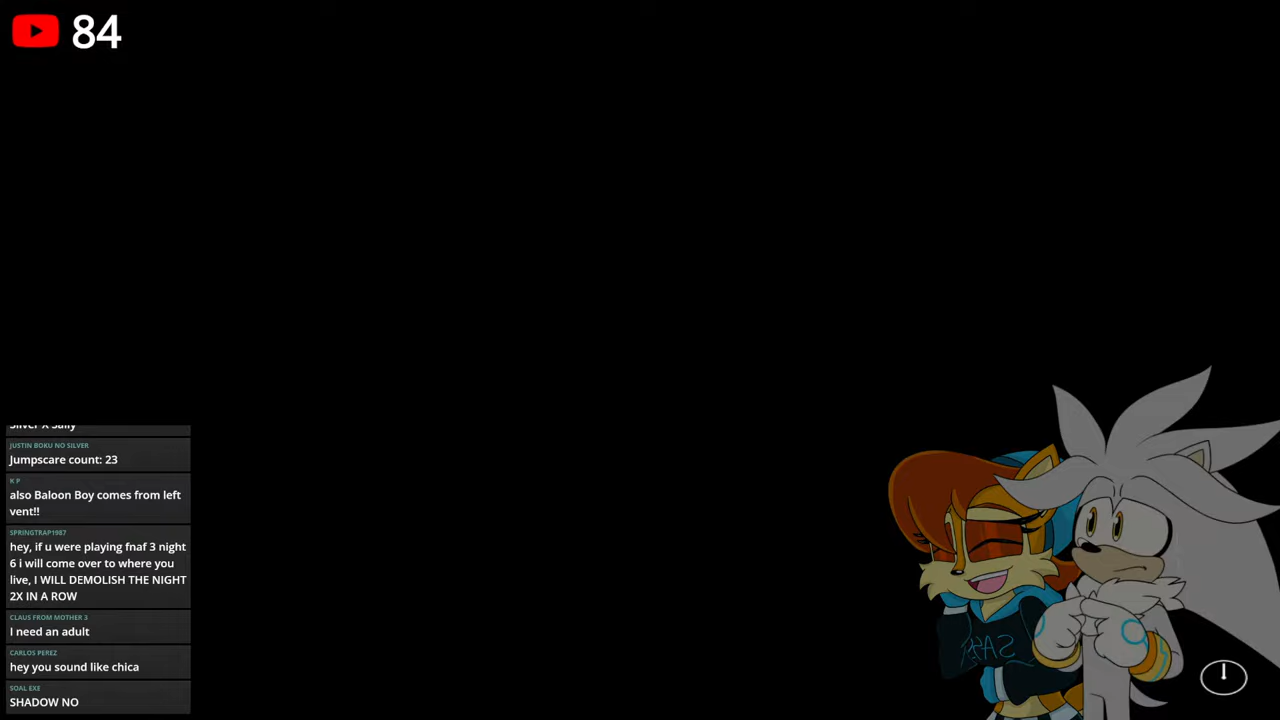 84
Silver X Sally
JUSTIN BOKU NO SILVER
Jumpscare count: 23
K P
also Baloon Boy comes from left
vent!!
SPRINGTRAP1987
hey, if u were playing fnaf 3 night
6 i will come over to where you
live, I WILL DEMOLISH THE NIGHT
2X IN A ROW
CLAUS FROM MOTHER 3
I need an adult
CARLOS PEREZ
hey you sound like chica
SOAL EXE
SHADOW NO